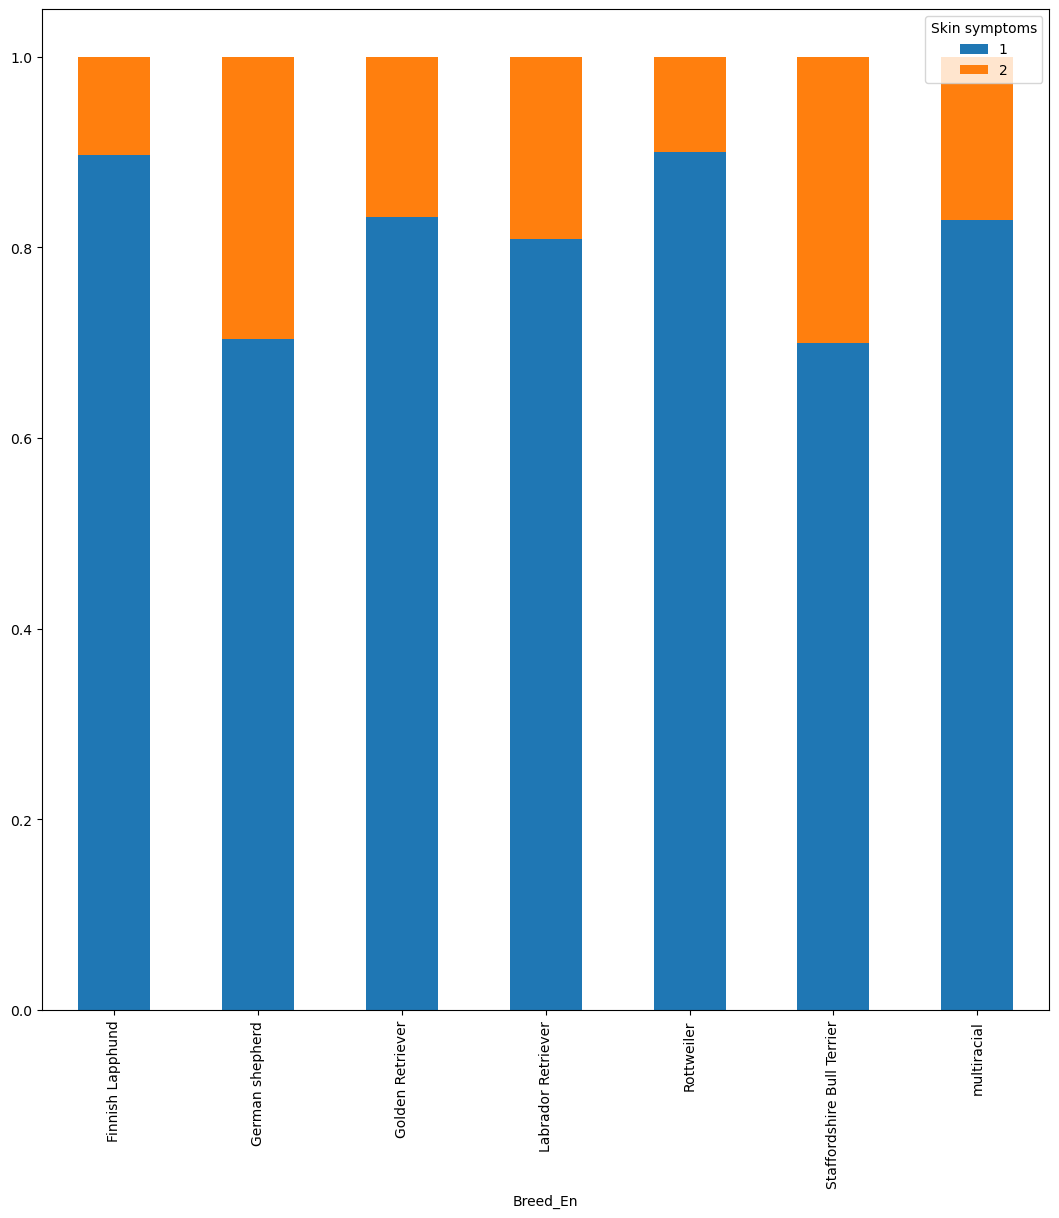 Skin symptoms
1
2
1.0
0.8
0.6
0.4
0.2
0.0
Finnish Lapphund
German shepherd
Golden Retriever
Labrador Retriever
Rottweiler
Staffordshire Bull Terrier
multiracial
Breed_En